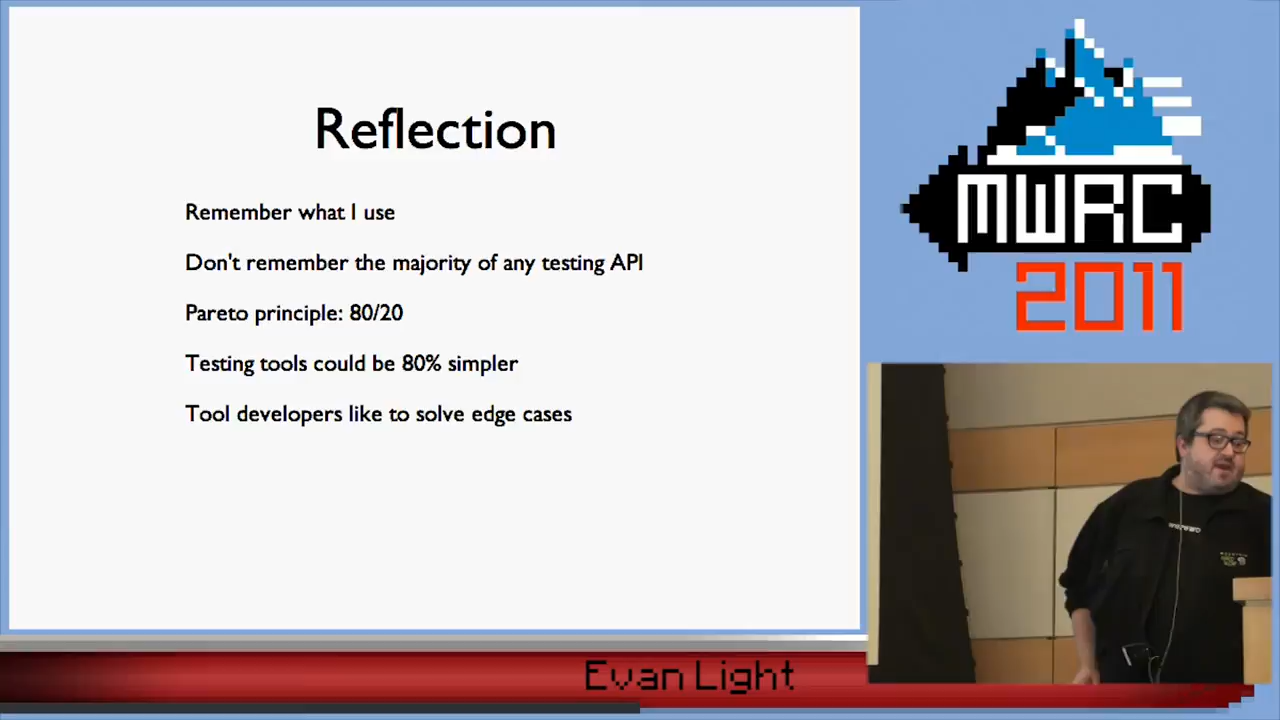 Reflection
Remember what I use
Don't remember the majority of any testing API
Pareto principle: 80/20
Testing tools could be 80% simpler
Tool developers like to solve edge cases
MWRC
2011
Evan Light